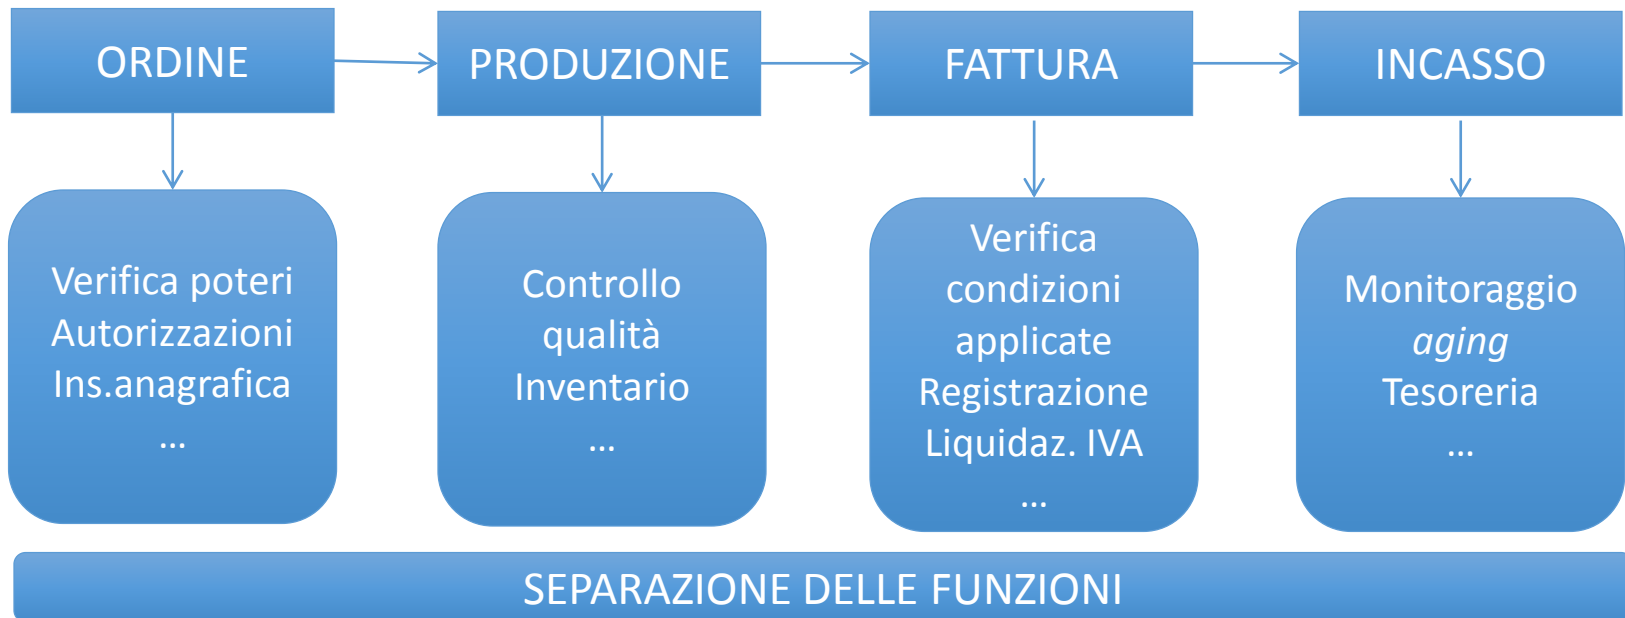 ORDINE
PRODUZIONE
FATTURA
INCASSO
Verifica poteri
Autorizzazioni
Ins.anagrafica
...
Controllo
qualità
Inventario
...
Verifica
condizioni
applicate
Registrazione
Liquidaz. IVA
...
Monitoraggio
aging
Tesoreria
...
SEPARAZIONE DELLE FUNZIONI